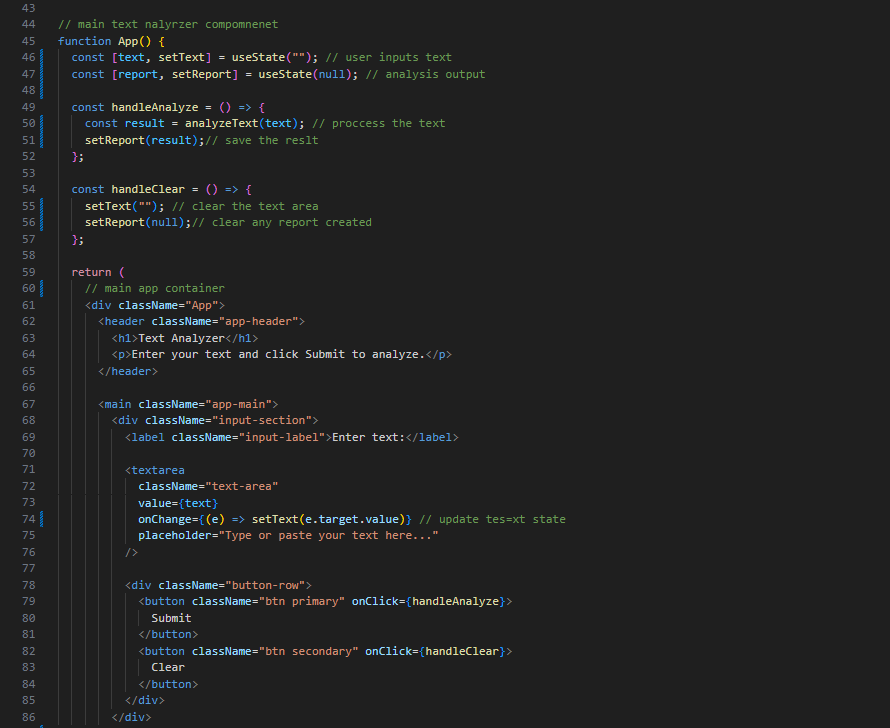 43
44 // main text nalyrzer compomnenet
45 function App() {
46 const [text, setText] = useState(""); // user inputs text
47 const [report, setReport] = useState(null); // analysis output
48
49 const handleAnalyze = () => {
50 const result = analyzeText(text); // proccess the text
51 setReport(result);// save the reslt
52 };
53
54 const handleClear = () => {
55 setText(""); // clear the text area
56 setReport(null);// clear any report created
57 };
58
59 return (
60 // main app container
61 <div className="App">
62 <header className="app-header">
63 <h1>Text Analyzer</h1>
64 <p>Enter your text and click Submit to analyze.</p>
65 </header>
66
67 <main className="app-main">
68 <div className="input-section">
69 <label className="input-label">Enter text:</label>
70
71 <textarea
72 className="text-area"
73 value={text}
74 onChange={(e) => setText(e.target.value)} // update tes=xt state
75 placeholder="Type or paste your text here..."
76 />
77
78 <div className="button-row">
79 <button className="btn primary" onClick={handleAnalyze}>
80 Submit
81 </button>
82 <button className="btn secondary" onClick={handleClear}>
83 Clear
84 </button>
85 </div>
86 </div>